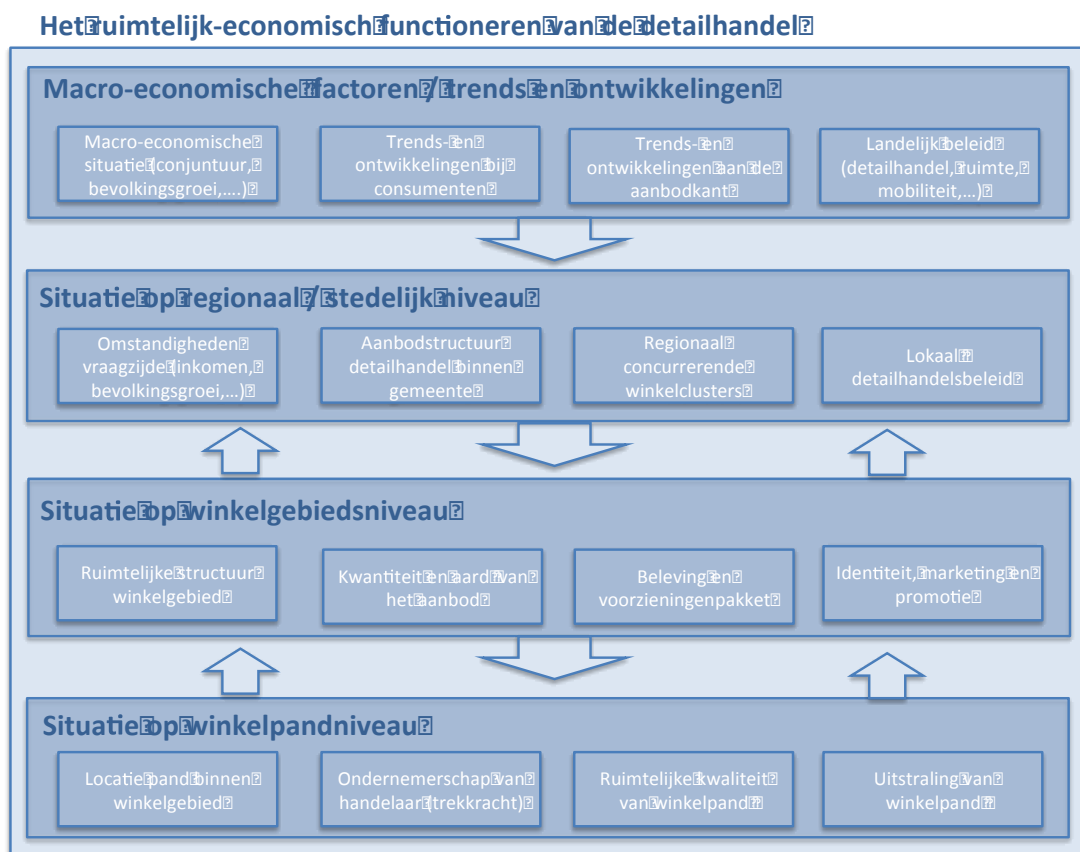 Het ruimtelijk-economisch functioneren van de detailhandel
Macro-economische factoren / trends en ontwikkelingen
Macro-economische
situatie (conjuntuur,
bevolkingsgroei,....)
Trends- en
ontwikkelingen bij
consumenten
Trends- en
ontwikkelingen aan de
aanbodkant
Landelijk beleid
(detailhandel, ruimte,
mobiliteit,...)
Situatie op regionaal / stedelijk niveau
Omstandigheden
vraagzijde (inkomen,
bevolkingsgroei,...)
Aanbodstructuur
detailhandel binnen
gemeente
Regionaal
concurrerende
winkelclusters
Lokaal
detailhandelsbeleid
Situatie op winkelgebiedsniveau
Ruimtelijke structuur
winkelgebied
Kwantiteit en aard van
het aanbod
Beleving en
voorzieningenpakket
Identiteit, marketing en
promotie
Situatie op winkelpandniveau
Locatie pand binnen
winkelgebied
Ondernemerschap van
handelaar (trekkracht)
Ruimtelijke kwaliteit
van winkelpand
Uitstraling van
winkelpand